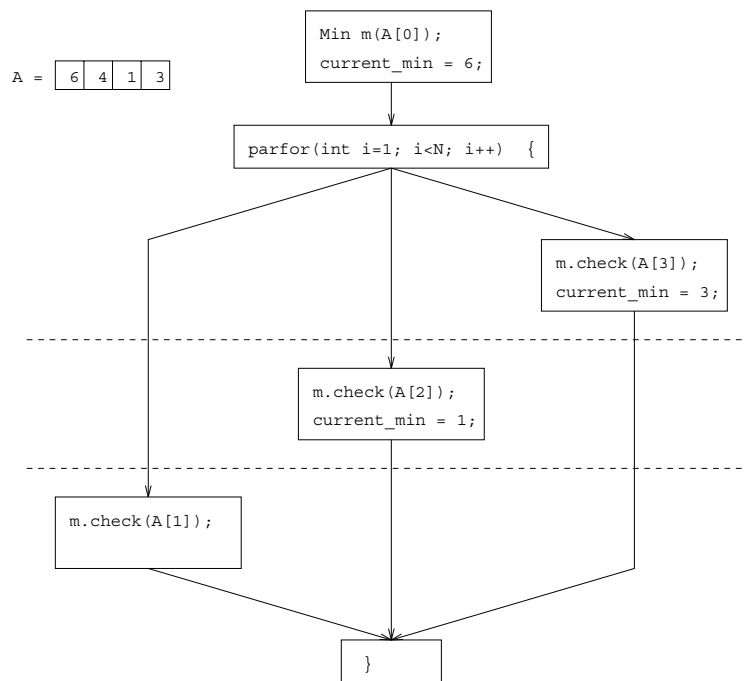 Min m(A[0]);
current_min = 6;
A = 6 4 1 3
parfor(int i=1; i<N; i++) {
m.check(A[3]);
current_min = 3;
m.check(A[2]);
current_min = 1;
m.check(A[1]);
}